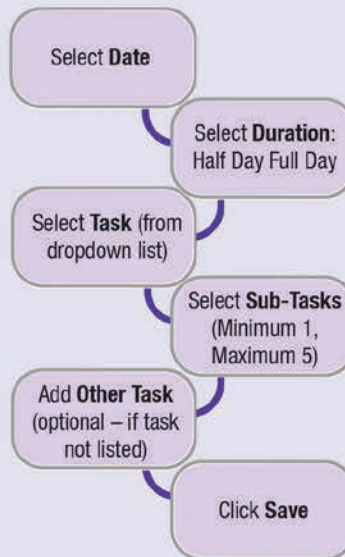 Select Date
Select Duration:
Half Day Full Day
Select Task (from
dropdown list)
Select Sub-Tasks
(Minimum 1,
Maximum 5)
Add Other Task
(optional – if task
not listed)
Click Save